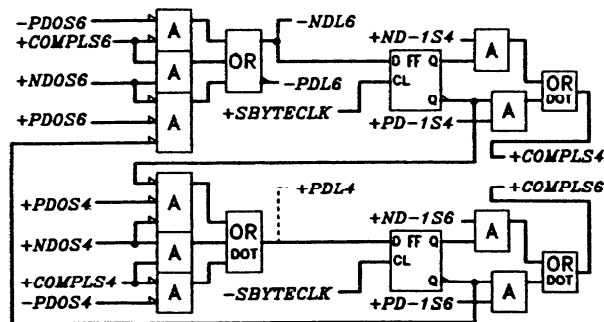 -PDOS6
+COMPLS6
+NDOS6
+PDOS6
A
A
A
OR
-NDL6
-PDL6
+SBYTECLK
D FF Q
CL
Q
+ND-1S4
A
+PD-1S4
A
OR
DOT
+COMPLS4
+PDOS4
+NDOS4
+COMPLS4
-PDOS4
A
A
A
OR
DOT
+PDL4
-SBYTECLK
D FF Q
CL
Q
+COMPLS6
+ND-1S6
A
+PD-1S6
A
OR
DOT